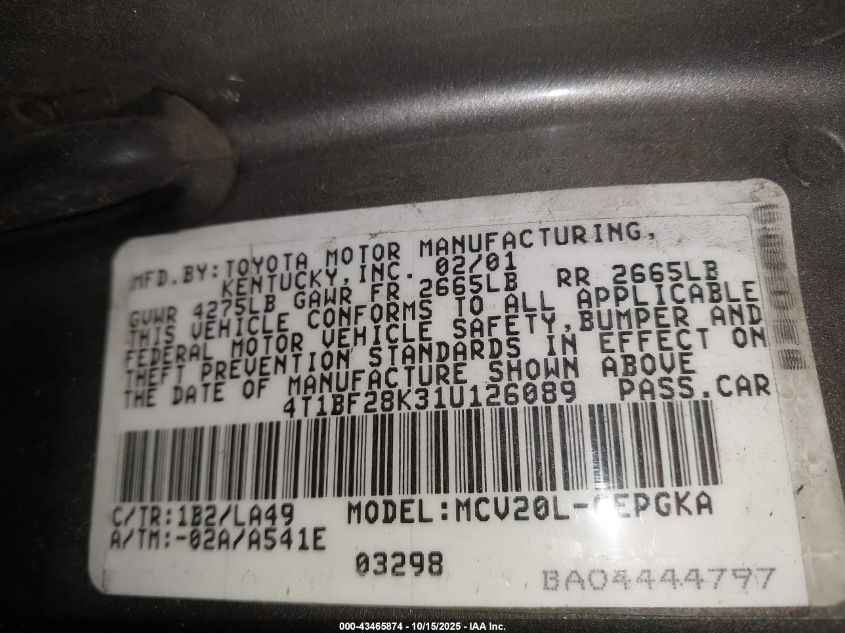 MFD.BY:TOYOTA MOTOR MANUFACTURING,
KENTUCKY,INC. 02/01
GVWR 4275LB GAWR FR 2665LB RR 2665LB
THIS VEHICLE CONFORMS TO ALL APPLICABLE
FEDERAL MOTOR VEHICLE SAFETY,BUMPER AND
THEFT PREVENTION STANDARDS IN EFFECT ON
THE DATE OF MANUFACTURE SHOWN ABOVE
4T1BF28K31U126089 PASS.CAR
C/TR:1B2/LA49 MODEL:MCV20L-CEPGKA
A/TM:-02A/A541E
03298
BA04444797
000-43465874 - 10/15/2025 - IAA Inc.